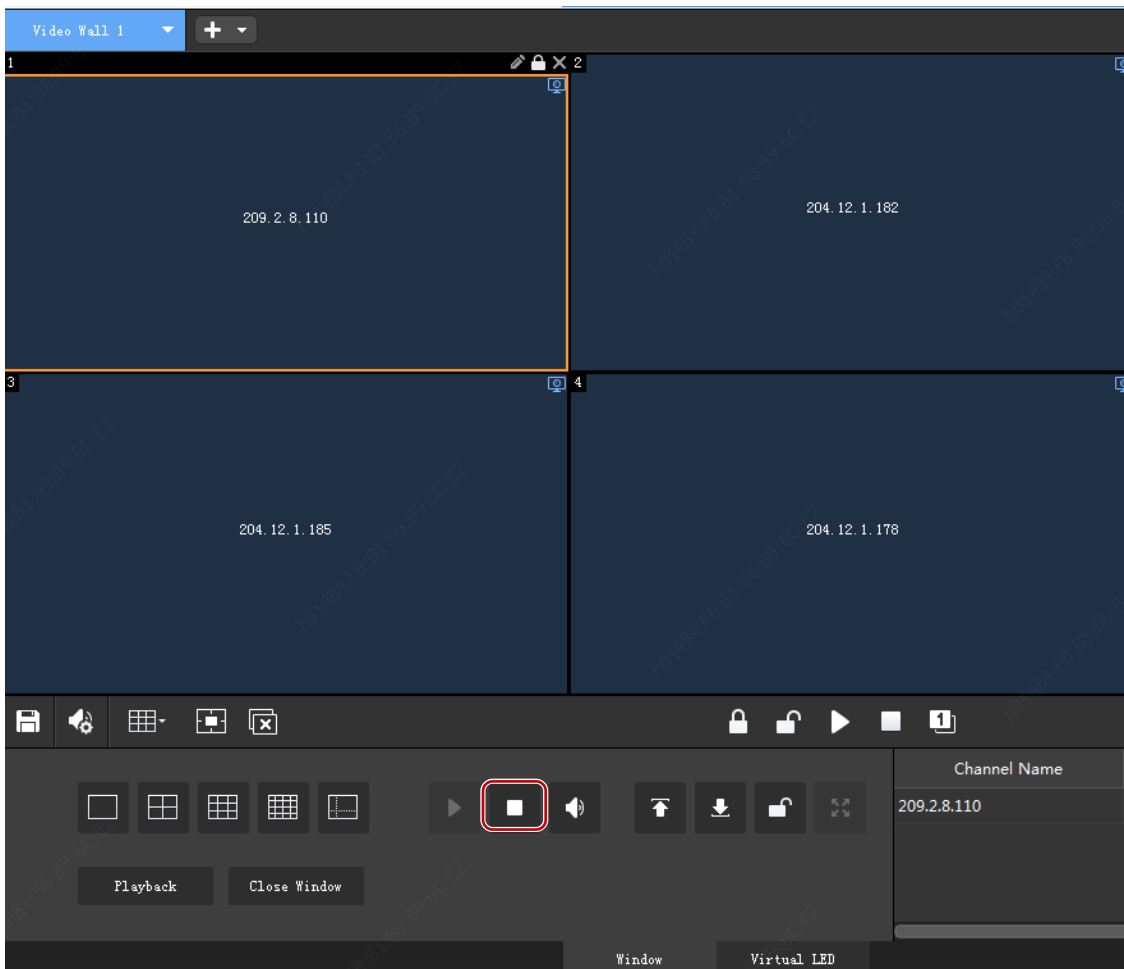 Video Wall 1
1
2
209.2.8.110
204.12.1.182
3
4
204.12.1.185
204.12.1.178
1
Channel Name
209.2.8.110
Playback
Close Window
Window
Virtual LED